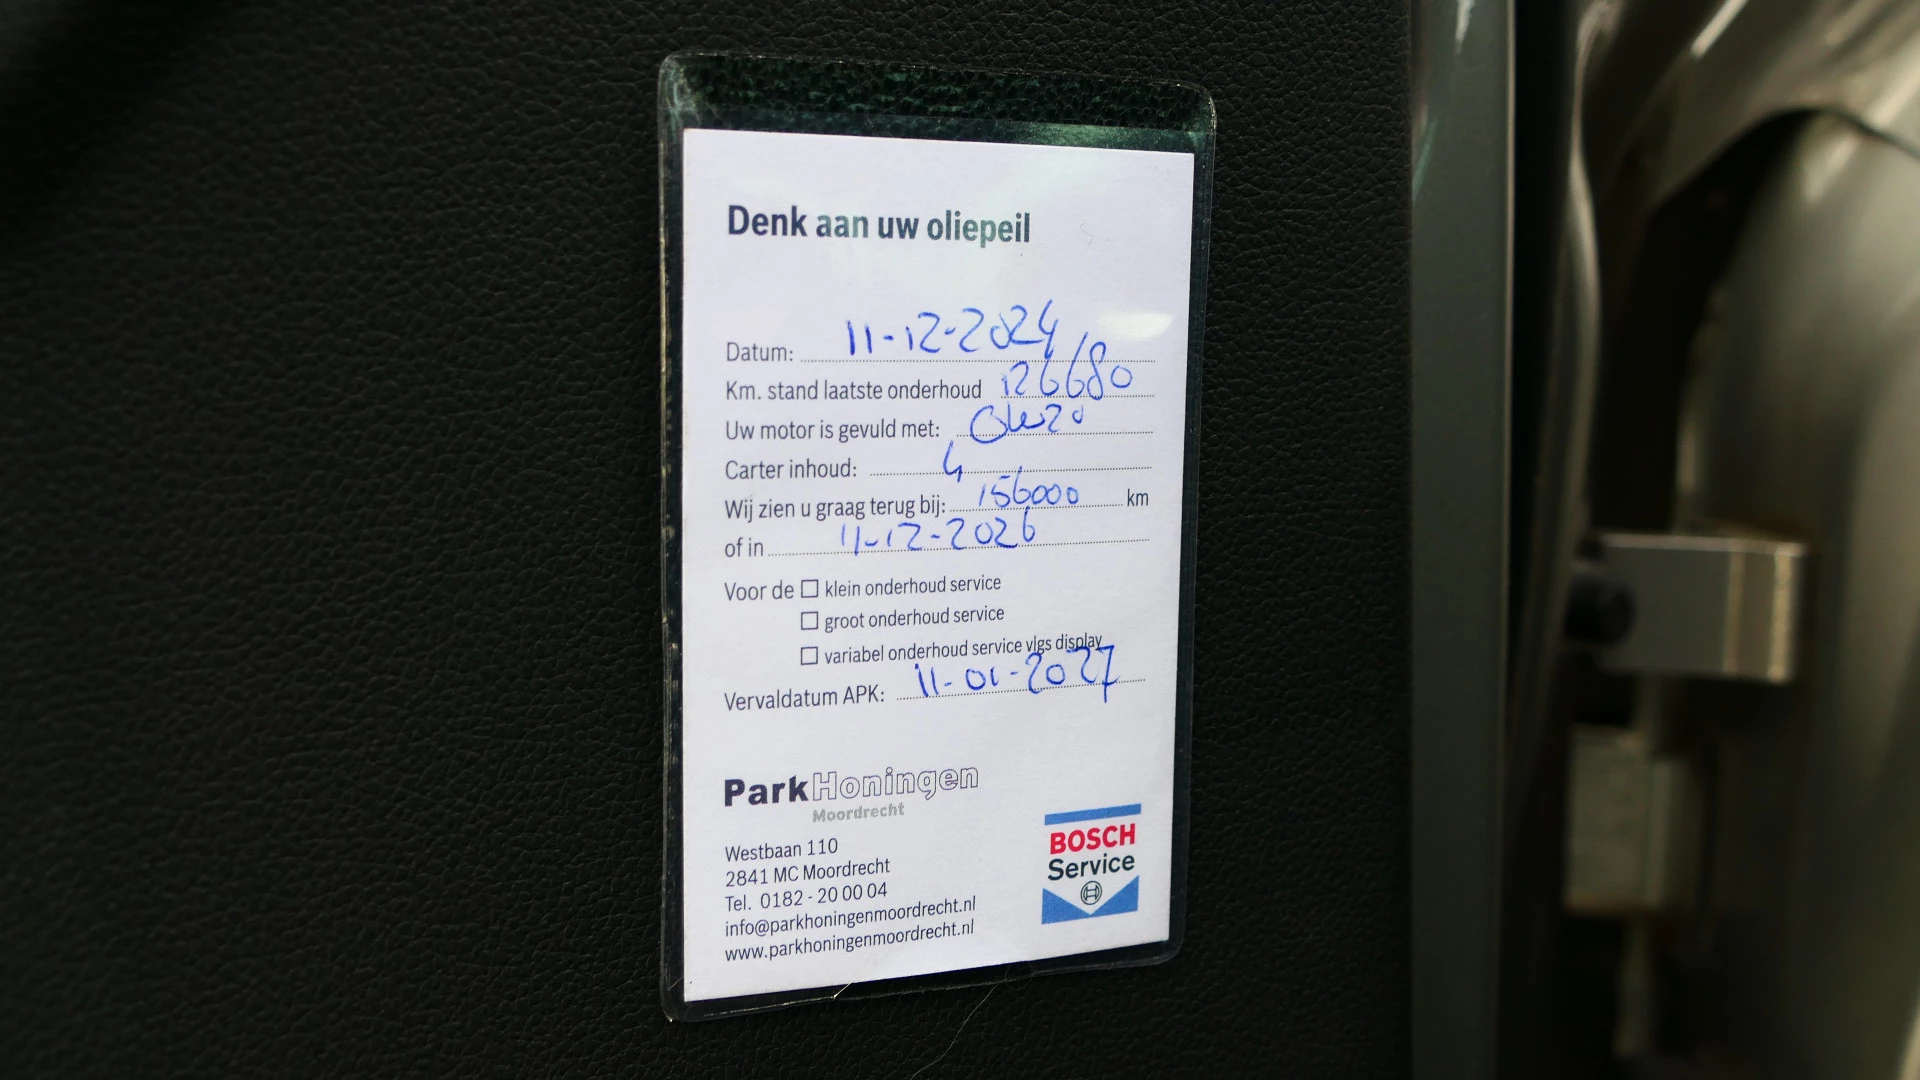 Denk aan uw oliepeil
Datum: 11-12-2024
Km. stand laatste onderhoud 126680
Uw motor is gevuld met: 0w20
Carter inhoud: 4
Wij zien u graag terug bij: 156000 km
of in 11-12-2026
Voor de ☐ klein onderhoud service
☐ groot onderhoud service
☐ variabel onderhoud service vlgs display
Vervaldatum APK: 11-01-2027
ParkHoningen
Moordrecht
Westbaan 110
2841 MC Moordrecht
Tel. 0182 - 20 00 04
info@parkhoningenmoordrecht.nl
www.parkhoningenmoordrecht.nl
BOSCH
Service